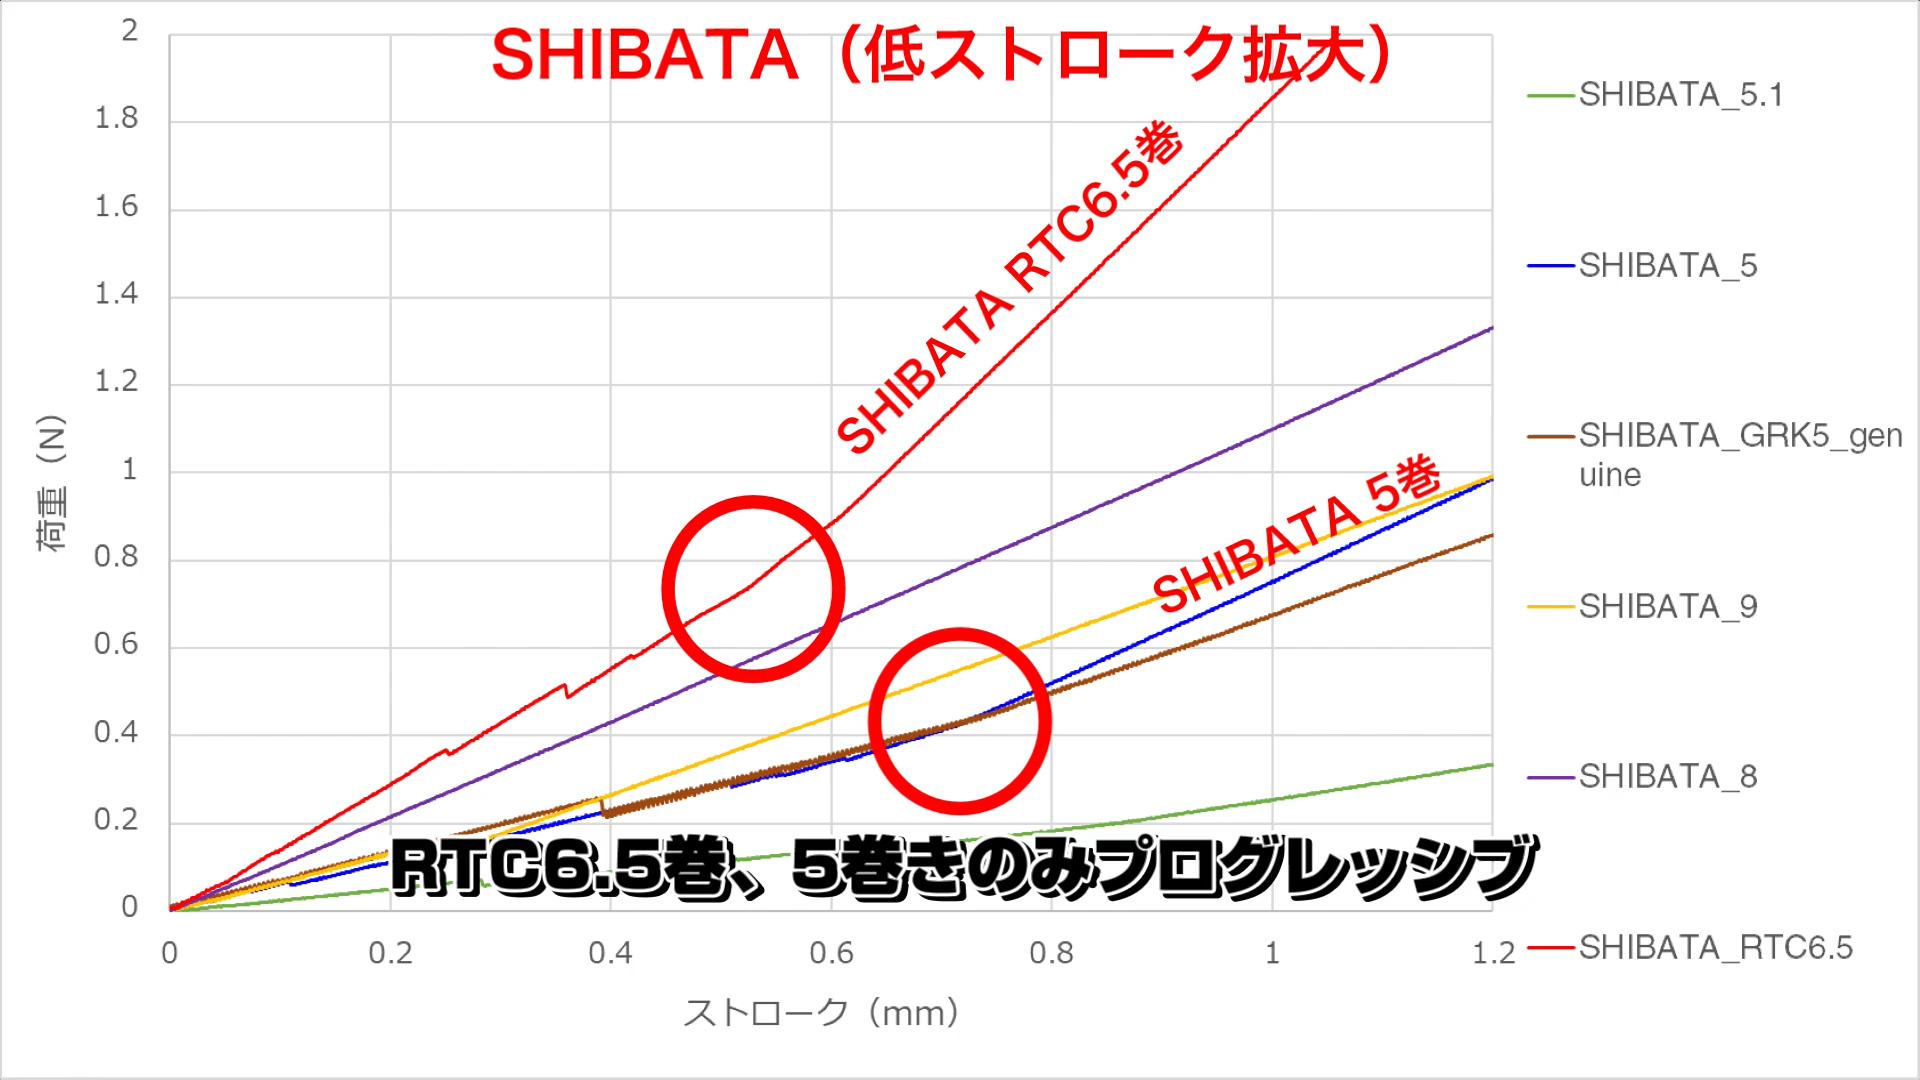 SHIBATA（低ストローク拡大）
2
1.8
1.6
1.4
1.2
1
0.8
0.6
0.4
0.2
0
荷重（N）
SHIBATA RTC6.5巻
SHIBATA 5巻
RTC6.5巻、5巻きのみプログレッシブ
0
0.2
0.4
0.6
0.8
1
1.2
ストローク（mm）
SHIBATA_5.1
SHIBATA_5
SHIBATA_GRK5_gen
uine
SHIBATA_9
SHIBATA_8
SHIBATA_RTC6.5